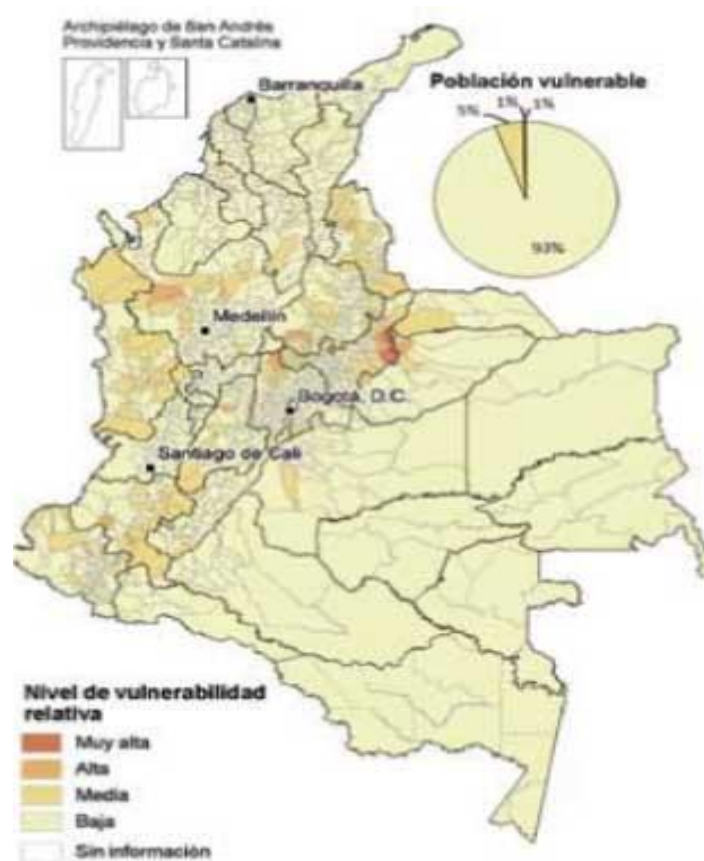 Archipiélago de San Andrés
Providencia y Santa Catalina
Barranquilla
Población vulnerable
5%
1%
1%
93%
Medellín
Bogotá, D.C.
Santiago de Cali
Nivel de vulnerabilidad
relativa
Muy alta
Alta
Media
Baja
Sin información